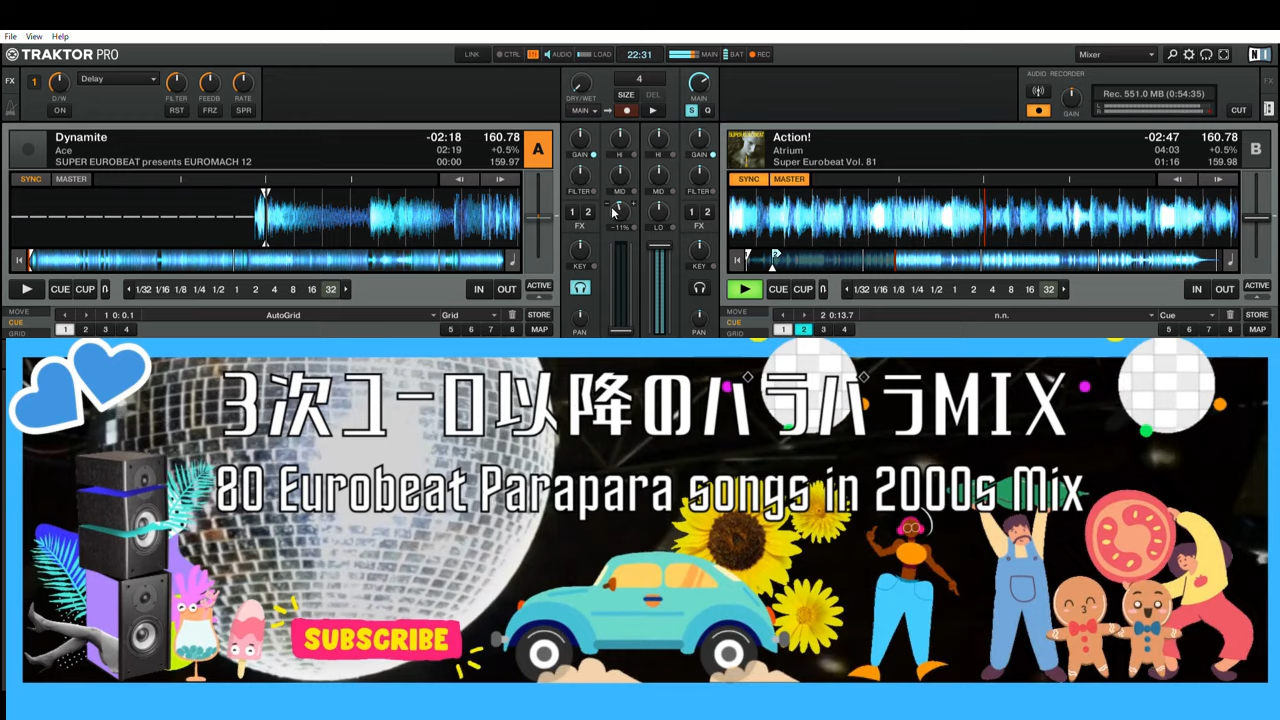 File View Help
TRAKTOR PRO
LINK CTRL AUDIO LOAD 22:31 MAIN BAT REC
Mixer
FX 1 Delay
D/W FILTER FEEDB RATE
ON RST FRZ SPR
4
SIZE DEL
DRY/WET MAIN
MAIN S Q
AUDIO RECORDER
GAIN
Rec. 551.0 MB (0:54:35)
L
R
CUT
FX
Dynamite -02:18 160.78
Ace 02:19 +0.5%
SUPER EUROBEAT presents EUROMACH 12 00:00 159.97
A
SYNC MASTER
GAIN HI HI GAIN
FILTER MID MID FILTER
1 2 1 2
FX -11% LO FX
KEY KEY
PAN PAN
Action! -02:47 160.78
Atrium 04:03 +0.5%
Super Eurobeat Vol. 81 01:16 159.98
B
SYNC MASTER
2
CUE CUP 1/32 1/16 1/8 1/4 1/2 1 2 4 8 16 32 IN OUT ACTIVE
CUE CUP 1/32 1/16 1/8 1/4 1/2 1 2 4 8 16 32 IN OUT ACTIVE
MOVE
CUE
GRID
1 0: 0.1 AutoGrid Grid STORE
1 2 3 4 5 6 7 8 MAP
MOVE
CUE
GRID
2 0:13.7 n.n. Cue STORE
1 2 3 4 5 6 7 8 MAP
3次ユーロ以降のパラパラMIX
80 Eurobeat Parapara songs in 2000s Mix
SUBSCRIBE